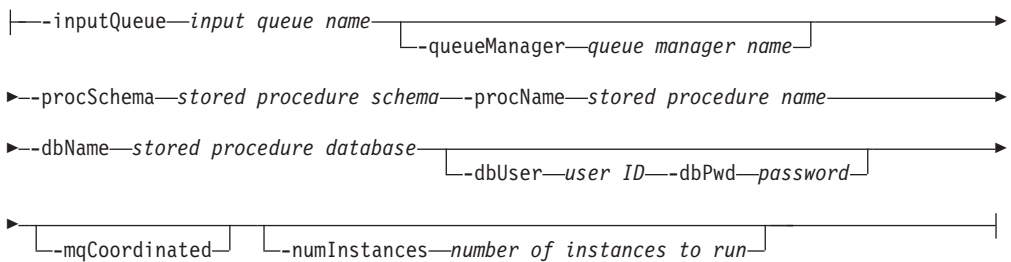 -inputQueue input queue name
-queueManager queue manager name
-procSchema stored procedure schema -procName stored procedure name
-dbName stored procedure database
-dbUser user ID -dbPwd password
-mqCoordinated -numInstances number of instances to run